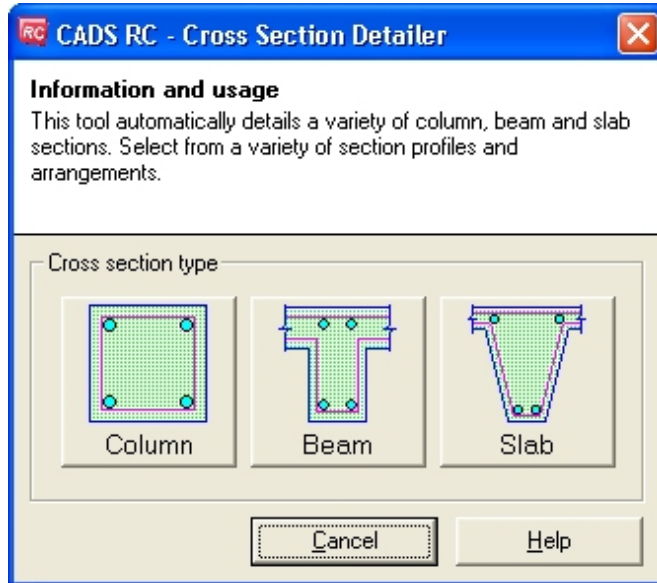 RC CADS RC - Cross Section Detailer
Information and usage
This tool automatically details a variety of column, beam and slab
sections. Select from a variety of section profiles and
arrangements.
Cross section type
Column Beam Slab
Cancel Help